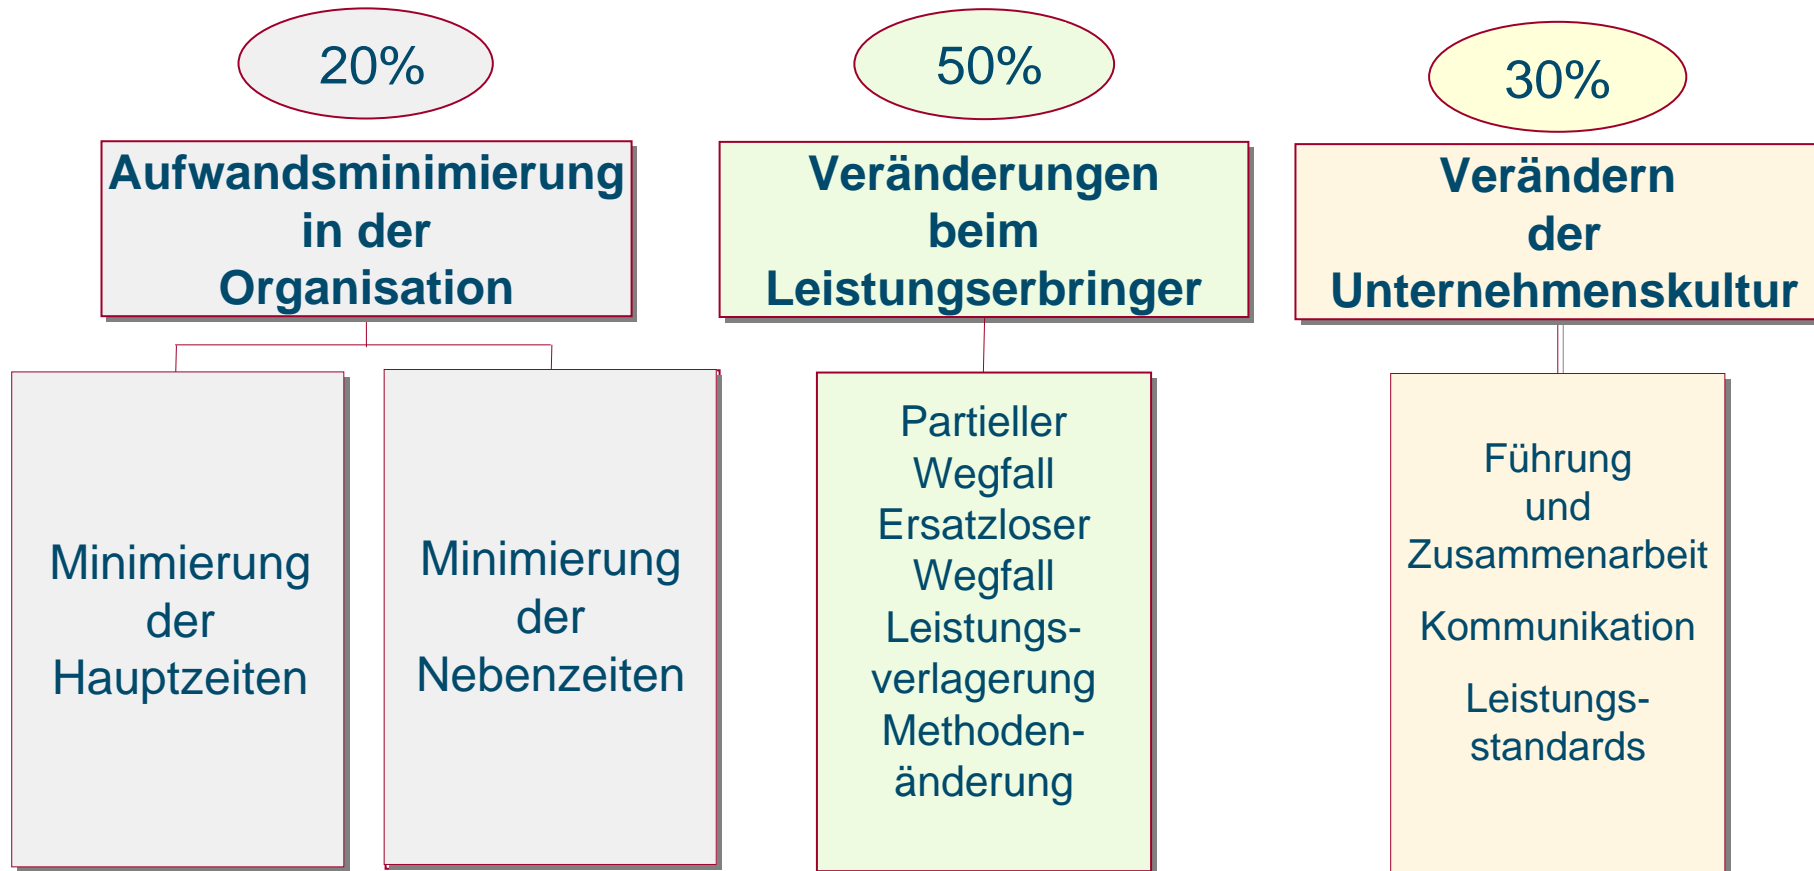 20%
Aufwandsminimierung
in der
Organisation
Minimierung
der
Hauptzeiten
Minimierung
der
Nebenzeiten
50%
Veränderungen
beim
Leistungserbringer
Partieller
Wegfall
Ersatzloser
Wegfall
Leistungs-
verlagerung
Methoden-
änderung
30%
Verändern
der
Unternehmenskultur
Führung
und
Zusammenarbeit
Kommunikation
Leistungs-
standards